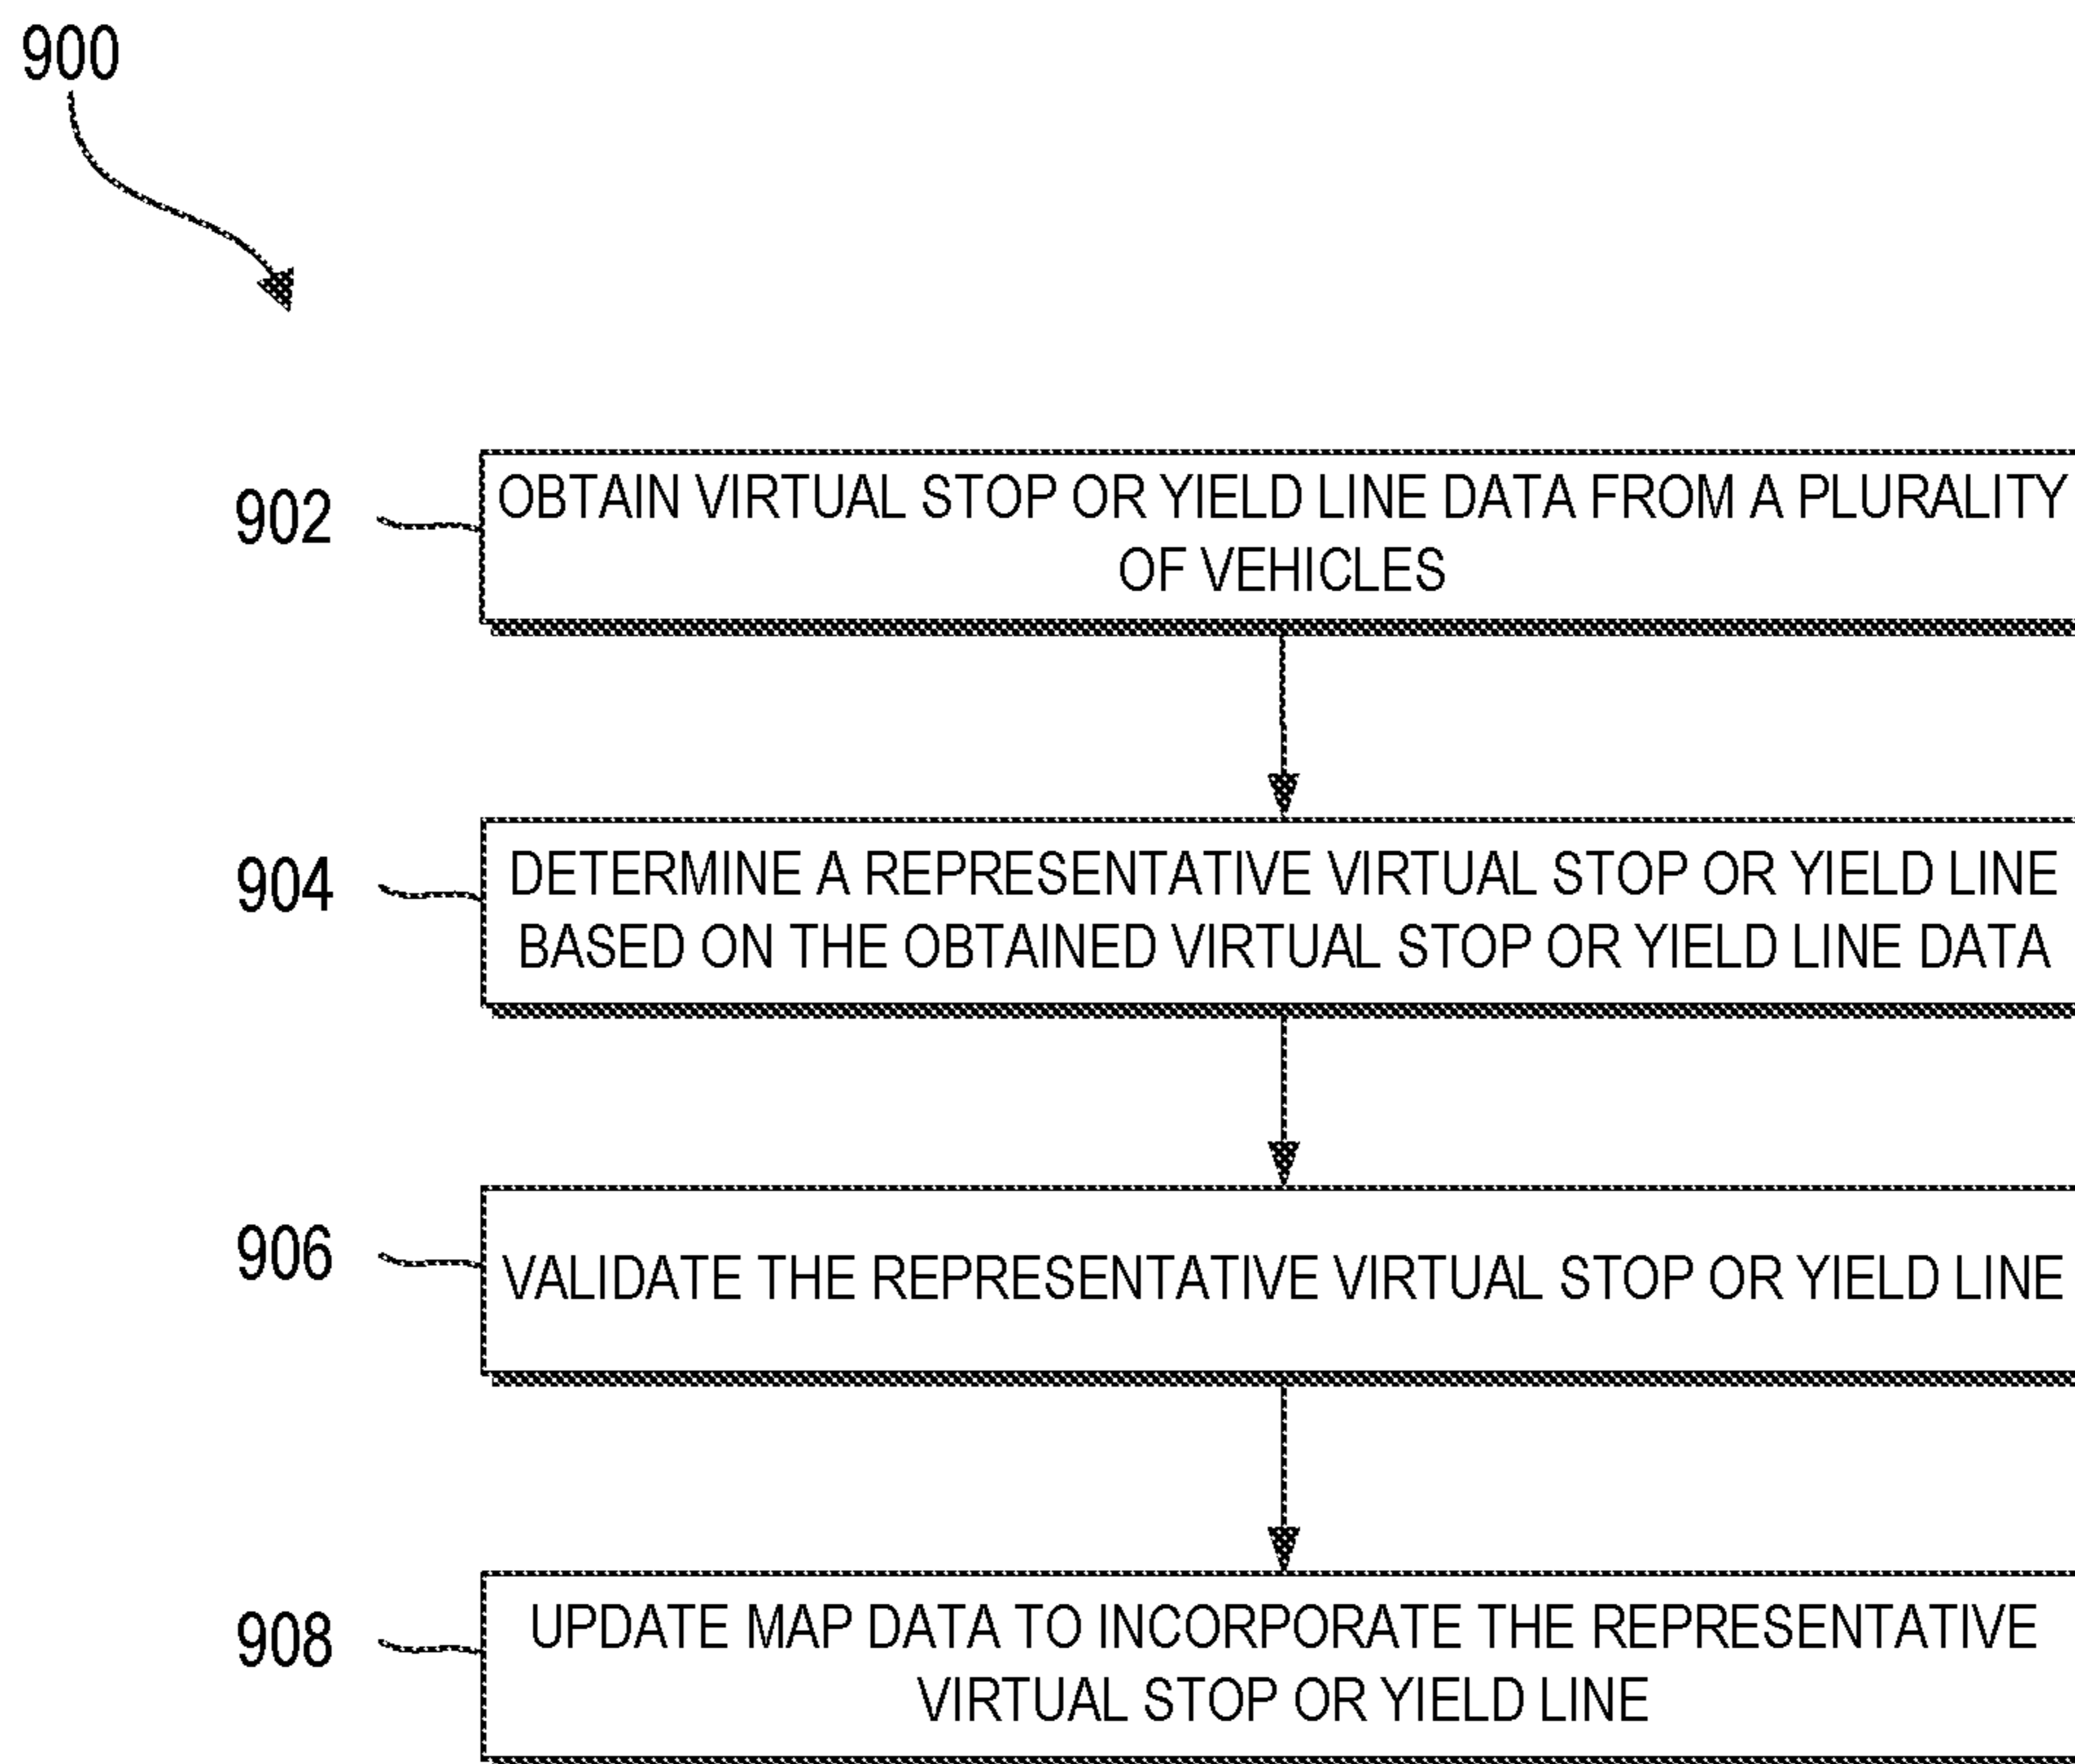 900
902
OBTAIN VIRTUAL STOP OR YIELD LINE DATA FROM A PLURALITY
OF VEHICLES
904
DETERMINE A REPRESENTATIVE VIRTUAL STOP OR YIELD LINE
BASED ON THE OBTAINED VIRTUAL STOP OR YIELD LINE DATA
906
VALIDATE THE REPRESENTATIVE VIRTUAL STOP OR YIELD LINE
908
UPDATE MAP DATA TO INCORPORATE THE REPRESENTATIVE
VIRTUAL STOP OR YIELD LINE